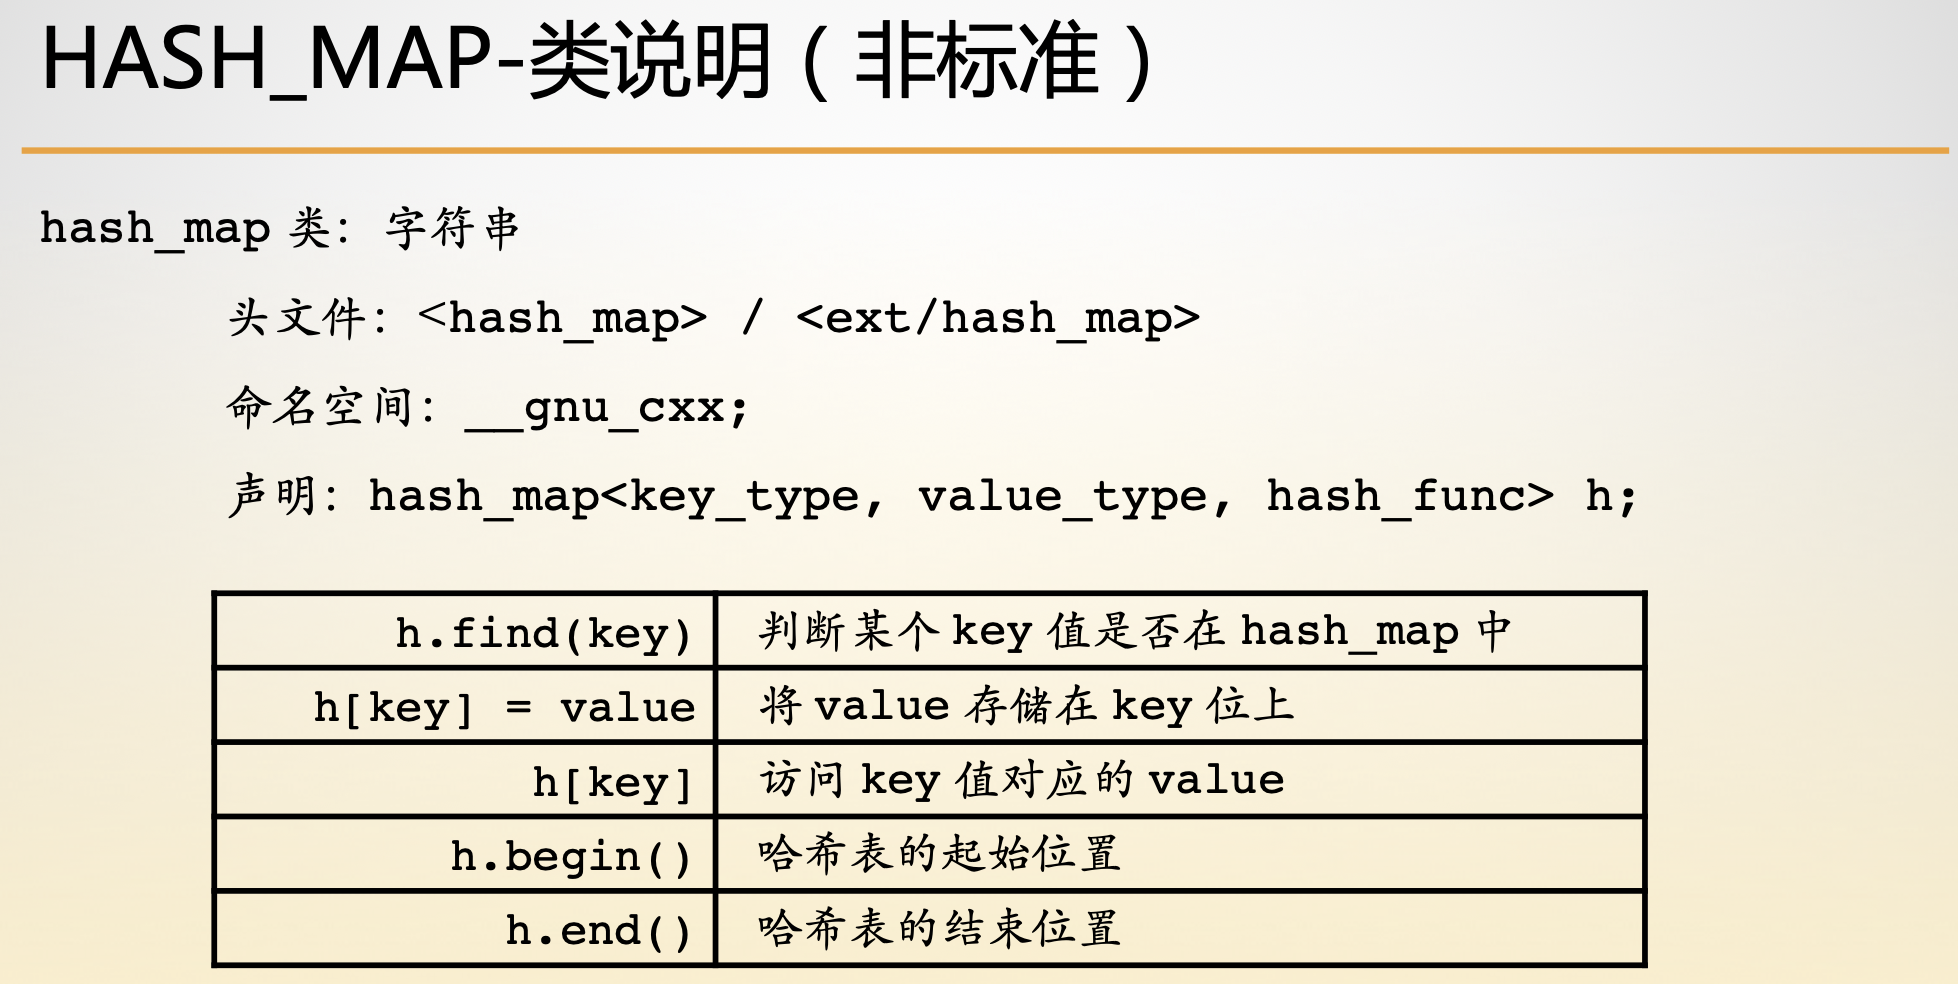 HASH_MAP-类说明（非标准）
hash_map 类：字符串
头文件：<hash_map> / <ext/hash_map>
命名空间：__gnu_cxx;
声明：hash_map<key_type, value_type, hash_func> h;
h.find(key) 判断某个 key 值是否在 hash_map 中
h[key] = value 将 value 存储在 key 位上
h[key] 访问 key 值对应的 value
h.begin() 哈希表的起始位置
h.end() 哈希表的结束位置